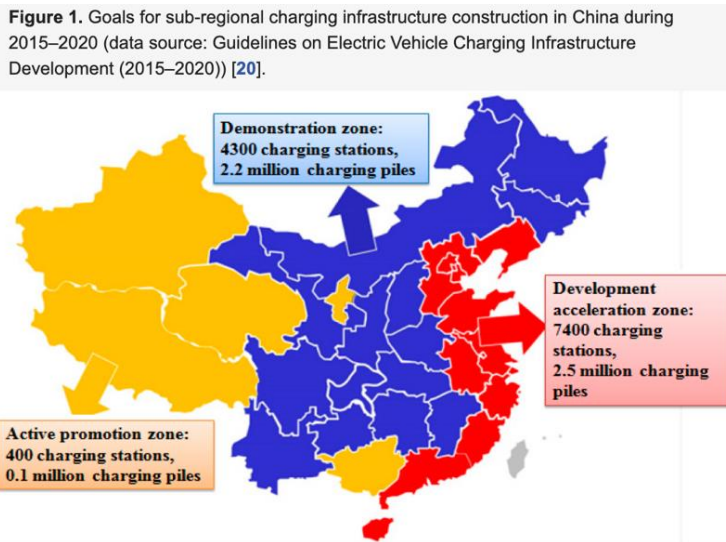 Figure 1. Goals for sub-regional charging infrastructure construction in China during
2015–2020 (data source: Guidelines on Electric Vehicle Charging Infrastructure
Development (2015–2020)) [20].
Demonstration zone:
4300 charging stations,
2.2 million charging piles
Development
acceleration zone:
7400 charging
stations,
2.5 million charging
piles
Active promotion zone:
400 charging stations,
0.1 million charging piles